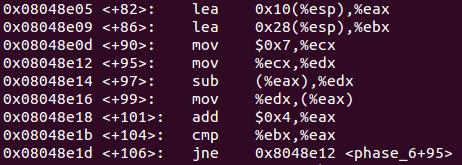 0x08048e05 <+82>: lea 0x10(%esp),%eax
0x08048e09 <+86>: lea 0x28(%esp),%ebx
0x08048e0d <+90>: mov $0x7,%ecx
0x08048e12 <+95>: mov %ecx,%edx
0x08048e14 <+97>: sub (%eax),%edx
0x08048e16 <+99>: mov %edx,(%eax)
0x08048e18 <+101>: add $0x4,%eax
0x08048e1b <+104>: cmp %ebx,%eax
0x08048e1d <+106>: jne 0x8048e12 <phase_6+95>